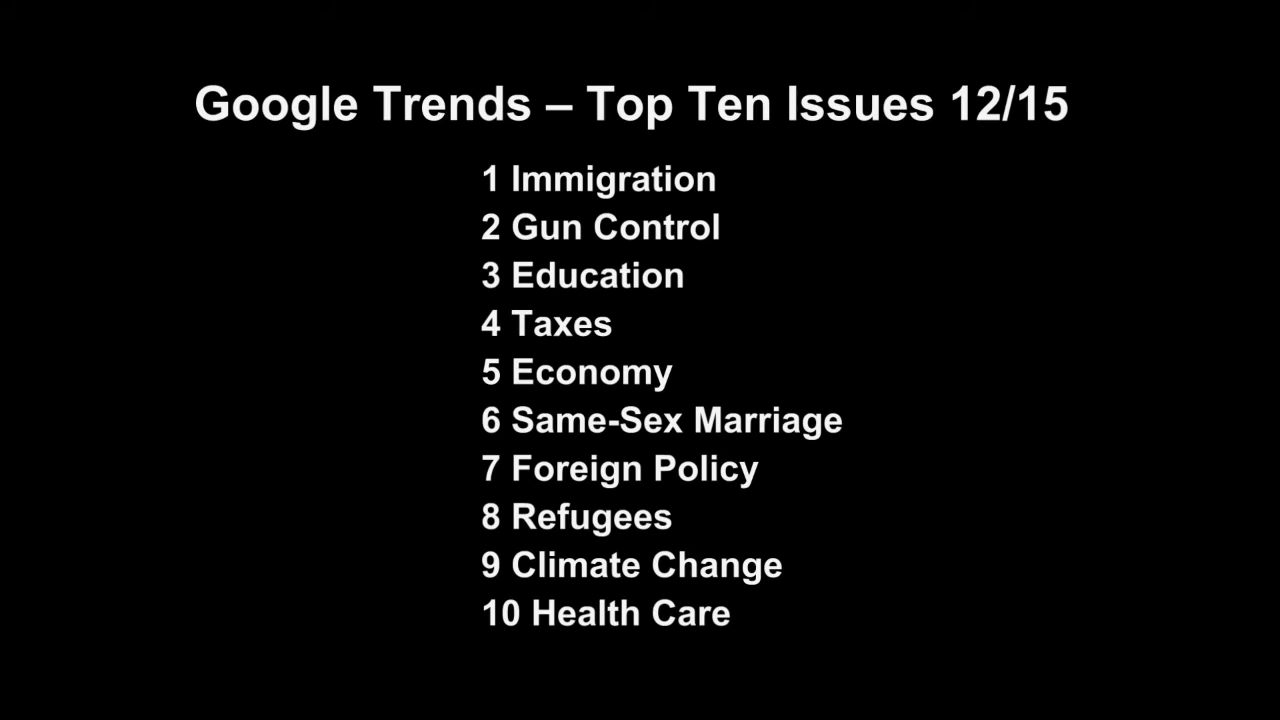 Google Trends – Top Ten Issues 12/15
1 Immigration
2 Gun Control
3 Education
4 Taxes
5 Economy
6 Same-Sex Marriage
7 Foreign Policy
8 Refugees
9 Climate Change
10 Health Care